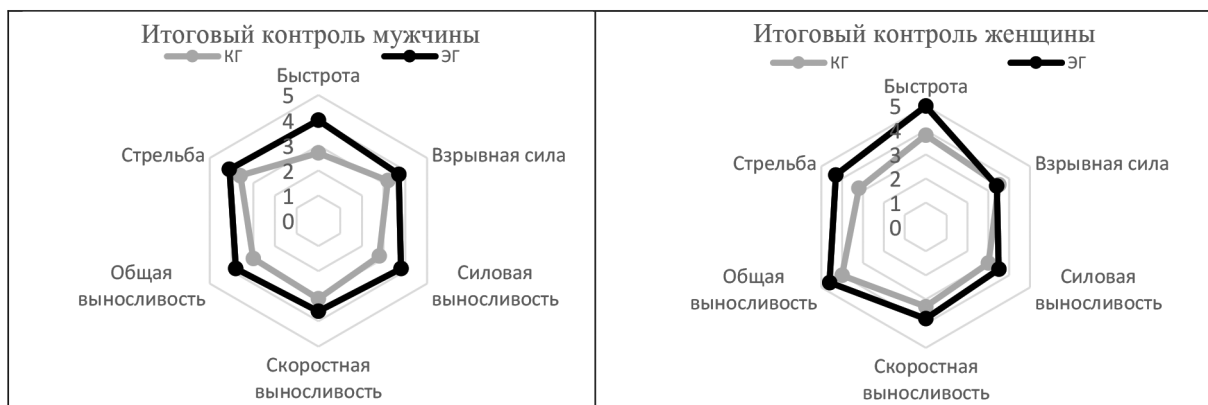 Итоговый контроль мужчины
КГ
ЭГ
Быстрота
5
4
3
2
1
0
Взрывная сила
Силовая
выносливость
Скоростная
выносливость
Общая
выносливость
Стрельба
Итоговый контроль женщины
КГ
ЭГ
Быстрота
5
4
3
2
1
0
Взрывная сила
Силовая
выносливость
Скоростная
выносливость
Общая
выносливость
Стрельба